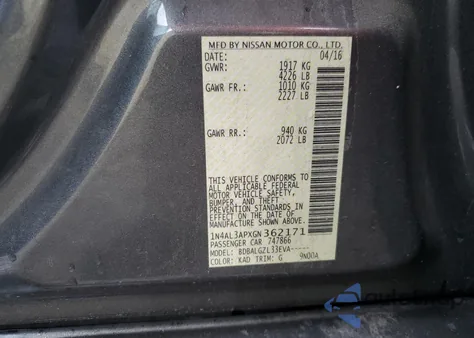 MFD BY NISSAN MOTOR CO., LTD.
DATE: 04/16
GVWR: 1917 KG
4226 LB
GAWR FR.: 1010 KG
2227 LB
GAWR RR.: 940 KG
2072 LB
THIS VEHICLE CONFORMS TO
ALL APPLICABLE FEDERAL
MOTOR VEHICLE SAFETY,
BUMPER, AND THEFT
PREVENTION STANDARDS IN
EFFECT ON THE DATE OF
MANUFACTURE SHOWN ABOVE.
1N4AL3APXGN362171
PASSENGER CAR 747866
MODEL: BDBALGZL33EVA-----
COLOR: KAD TRIM: G 9N00A